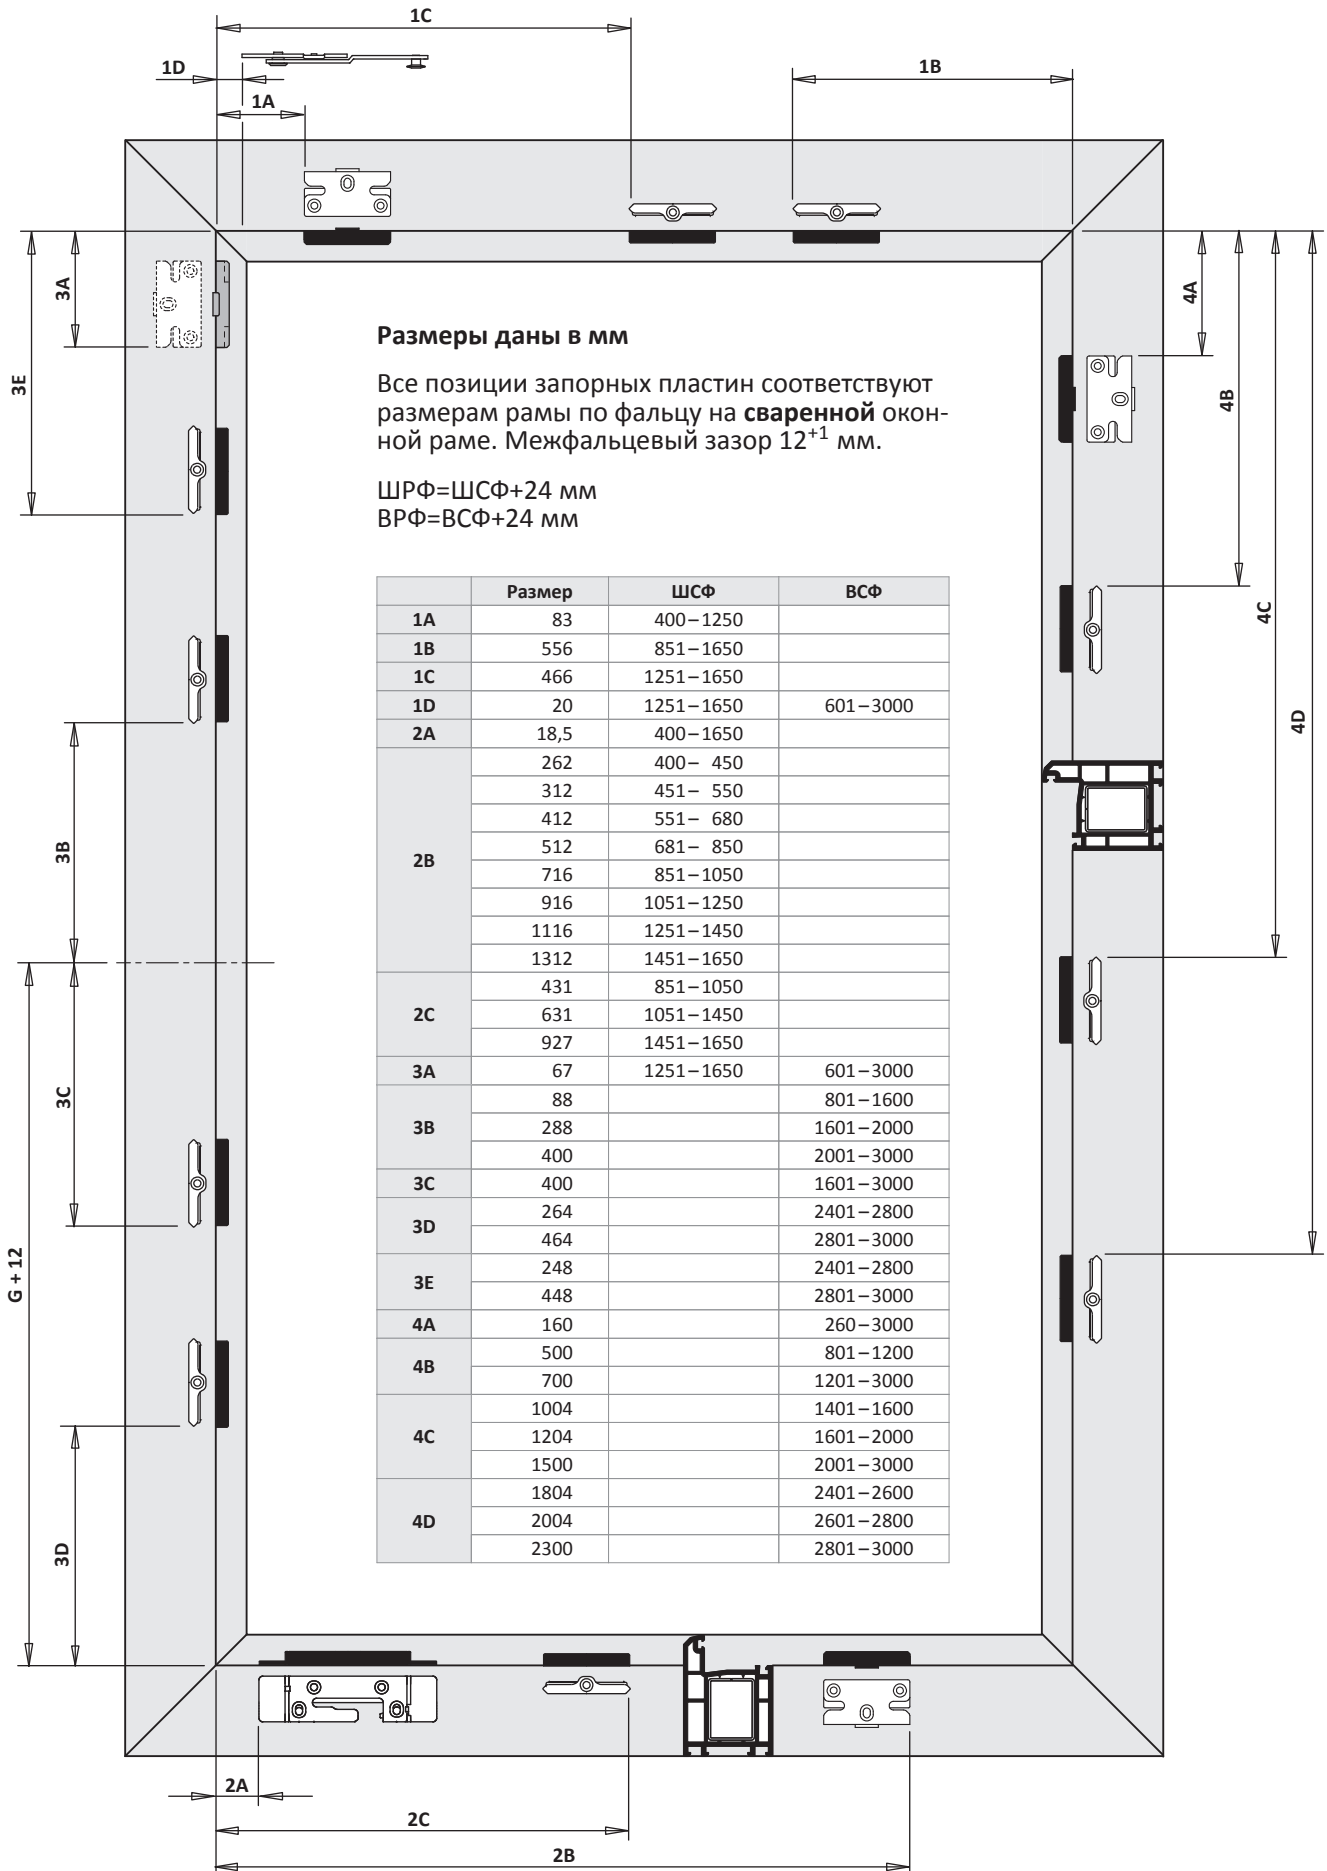 1C
1D
1A
1B
3A
3E
4A
4B
4C
4D
3B
3C
G + 12
3D
Размеры даны в мм
Все позиции запорных пластин соответствуют
размерам рамы по фальцу на сваренной окон-
ной раме. Межфальцевый зазор 12+1 мм.
ШРФ=ШСФ+24 мм
ВРФ=ВСФ+24 мм
Размер ШСФ ВСФ
1A 83 400–1250
1B 556 851–1650
1C 466 1251–1650
1D 20 1251–1650 601–3000
2A 18,5 400–1650
2B 262 400– 450
312 451– 550
412 551– 680
512 681– 850
716 851–1050
916 1051–1250
1116 1251–1450
1312 1451–1650
2C 431 851–1050
631 1051–1450
927 1451–1650
3A 67 1251–1650 601–3000
3B 88 801–1600
288 1601–2000
400 2001–3000
3C 400 1601–3000
3D 264 2401–2800
464 2801–3000
3E 248 2401–2800
448 2801–3000
4A 160 260–3000
4B 500 801–1200
700 1201–3000
4C 1004 1401–1600
1204 1601–2000
1500 2001–3000
4D 1804 2401–2600
2004 2601–2800
2300 2801–3000
2A
2C
2B